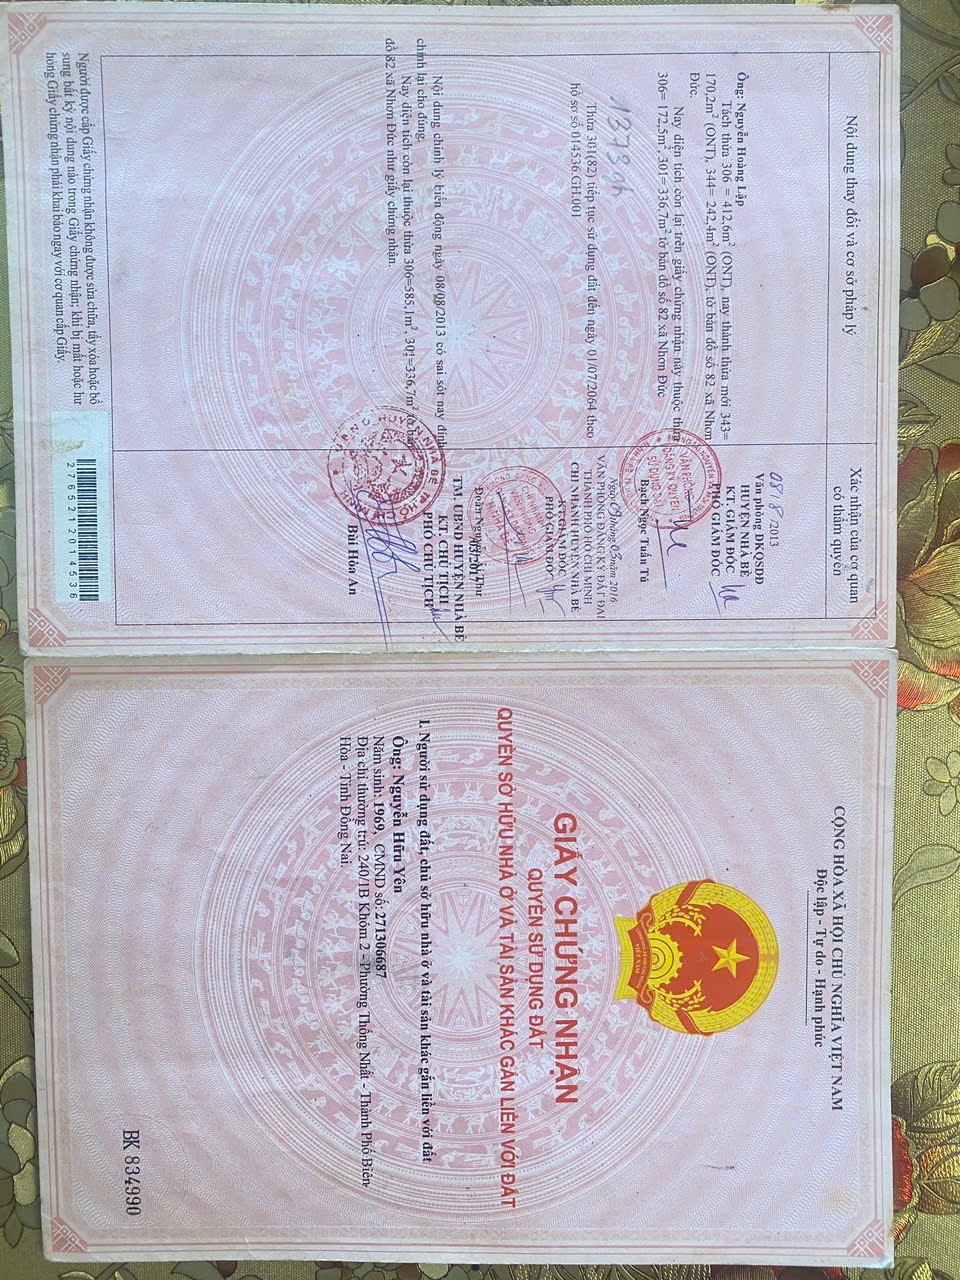 Nội dung thay đổi và cơ sở pháp lý
Xác nhận của cơ quan
có thẩm quyền
Ông: Nguyễn Hoàng Lập
Tách thửa 306 = 412,6m² (ONT), nay thành thửa mới 343=
170,2m² (ONT), 344= 242,4m² (ONT), tờ bản đồ số 82 xã Nhơn
Đức.
Nay diện tích còn lại trên giấy chứng nhận này thuộc thửa
306= 172,5m², 301= 336,7m² tờ bản đồ số 82 xã Nhơn Đức
08/8/2013
Văn phòng ĐKQSDĐ
HUYỆN NHÀ BÈ
KT. GIÁM ĐỐC
PHÓ GIÁM ĐỐC
Bạch Ngọc Tuấn Tú
1373gh
Thửa 301(82) tiếp tục sử dụng đất đến ngày 01/07/2064 theo
hồ sơ số 014536.GH.001
Ngày 09 tháng 03 năm 2016
VĂN PHÒNG ĐĂNG KÝ ĐẤT ĐAI
THÀNH PHỐ HỒ CHÍ MINH
CHI NHÁNH HUYỆN NHÀ BÈ
KT. GIÁM ĐỐC
PHÓ GIÁM ĐỐC
Nội dung chỉnh lý biến động ngày 08/08/2013 có sai sót nay đính
chính lại cho đúng.
Nay diện tích còn lại thuộc thửa 306=585,1m², 301=336,7m² tờ bản
đồ 82 xã Nhơn Đức như giấy chứng nhận.
TM. UBND HUYỆN NHÀ BÈ
KT. CHỦ TỊCH
PHÓ CHỦ TỊCH
Bùi Hòa An
Người được cấp Giấy chứng nhận không được sửa chữa, tẩy xóa hoặc bổ
sung bất kỳ nội dung nào trong Giấy chứng nhận; khi bị mất hoặc hư
hỏng Giấy chứng nhận phải khai báo ngay với cơ quan cấp Giấy.
2765212014536
CỘNG HÒA XÃ HỘI CHỦ NGHĨA VIỆT NAM
Độc lập - Tự do - Hạnh phúc
GIẤY CHỨNG NHẬN
QUYỀN SỬ DỤNG ĐẤT
QUYỀN SỞ HỮU NHÀ Ở VÀ TÀI SẢN KHÁC GẮN LIỀN VỚI ĐẤT
I. Người sử dụng đất, chủ sở hữu nhà ở và tài sản khác gắn liền với đất
Ông: Nguyễn Hữu Yên
Năm sinh: 1969, CMND số:271306687
Địa chỉ thường trú: 240/1B Khóm 2 - Phường Thống Nhất - Thành Phố Biên
Hòa - Tỉnh Đồng Nai.
BK 834990